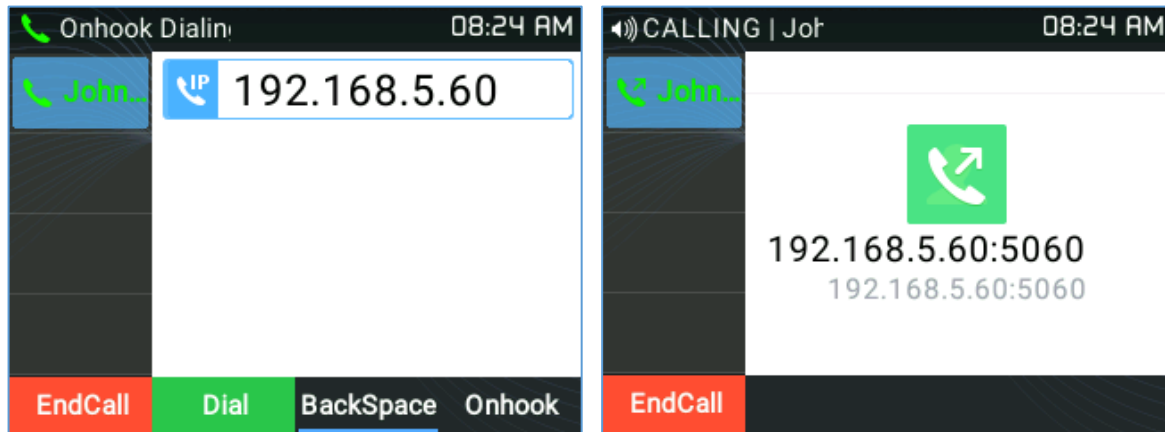 Onhook Dialin
08:24 AM
John...
IP
192.168.5.60
EndCall
Dial
BackSpace
Onhook
CALLING | Joh
08:24 AM
John...
192.168.5.60:5060
192.168.5.60:5060
EndCall